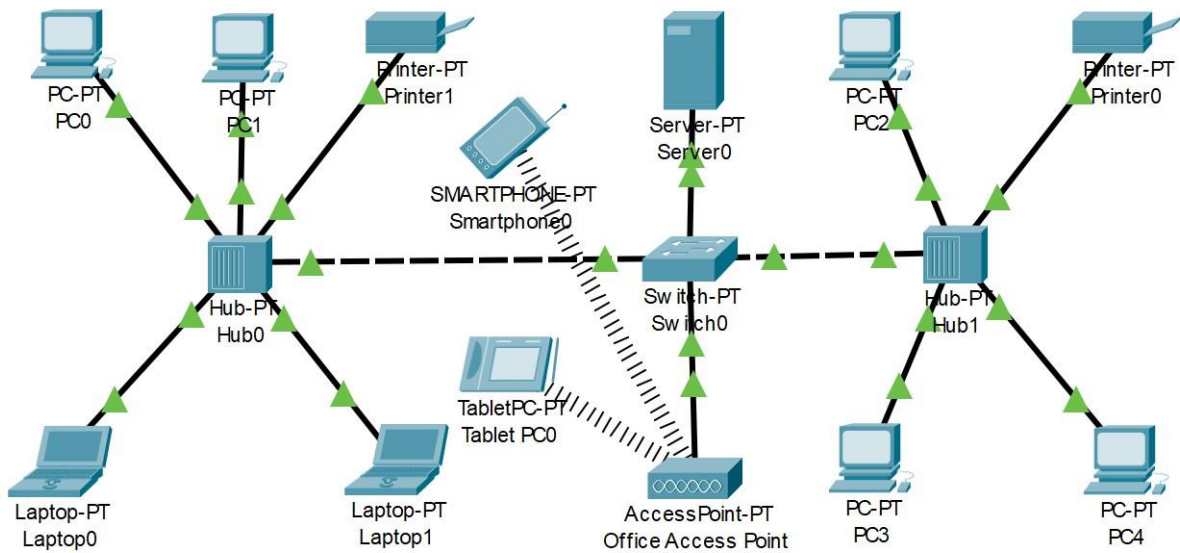 PC-PT
PC0
PC-PT
PC1
Printer-PT
Printer1
Server-PT
Server0
PC-PT
PC2
Printer-PT
Printer0
SMARTPHONE-PT
Smartphone0
Hub-PT
Hub0
Switch-PT
Switch0
Hub-PT
Hub1
TabletPC-PT
Tablet PC0
Laptop-PT
Laptop0
Laptop-PT
Laptop1
AccessPoint-PT
Office Access Point
PC-PT
PC3
PC-PT
PC4